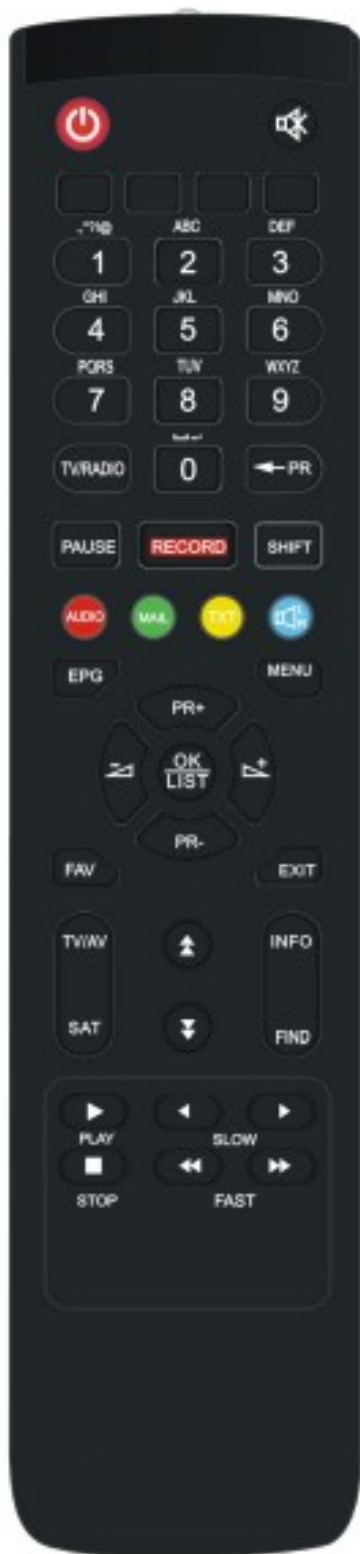 .,"?!@ ABC DEF
1 2 3
GHI JKL MNO
4 5 6
PQRS TUV WXYZ
7 8 9
TV/RADIO 0 PR
PAUSE RECORD SHIFT
AUDIO MAIL TXT
EPG MENU
PR+
OK
LIST
PR-
FAV EXIT
TV/AV INFO
SAT FIND
PLAY SLOW
STOP FAST